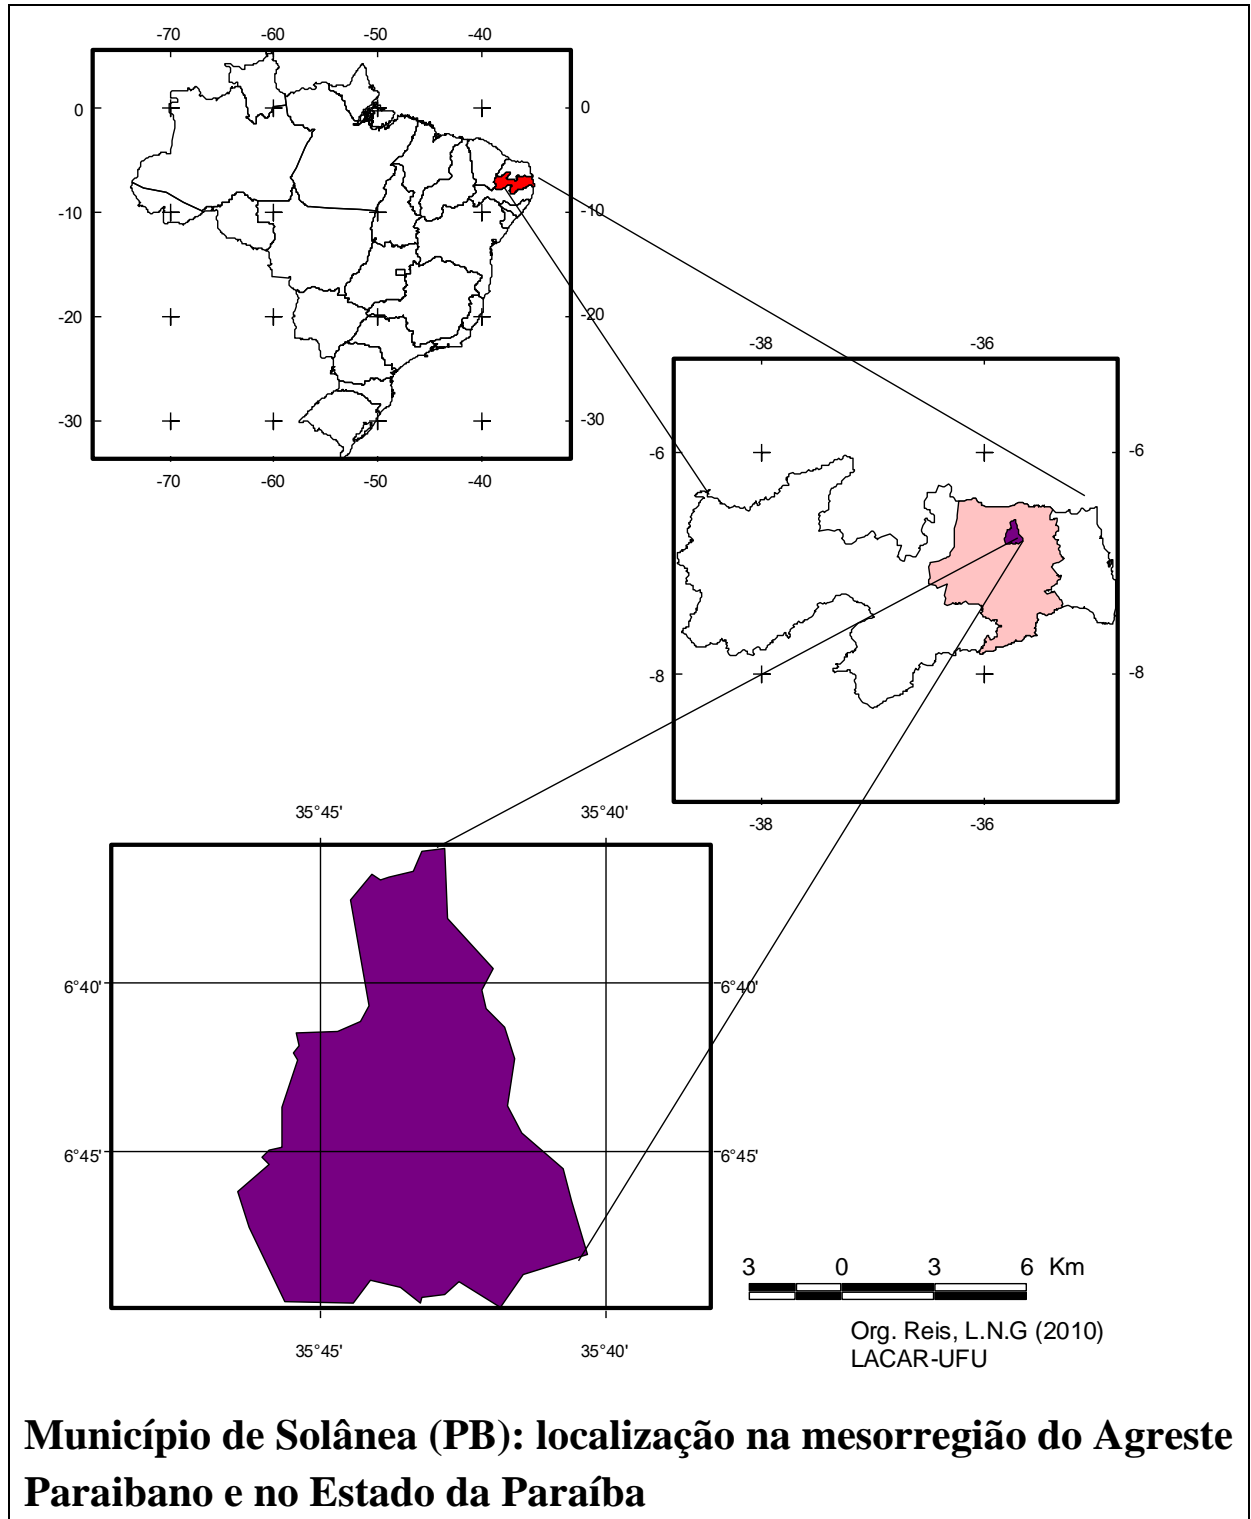 -70 -60 -50 -40
0 0
-10 -10
-20 -20
-30 -30
-70 -60 -50 -40
-38 -36
-6 -6
-8 -8
-38 -36
35°45' 35°40'
6°40' 6°40'
6°45' 6°45'
35°45' 35°40'
3 0 3 6 Km
Org. Reis, L.N.G (2010)
LACAR-UFU
Município de Solânea (PB): localização na mesorregião do Agreste
Paraibano e no Estado da Paraíba